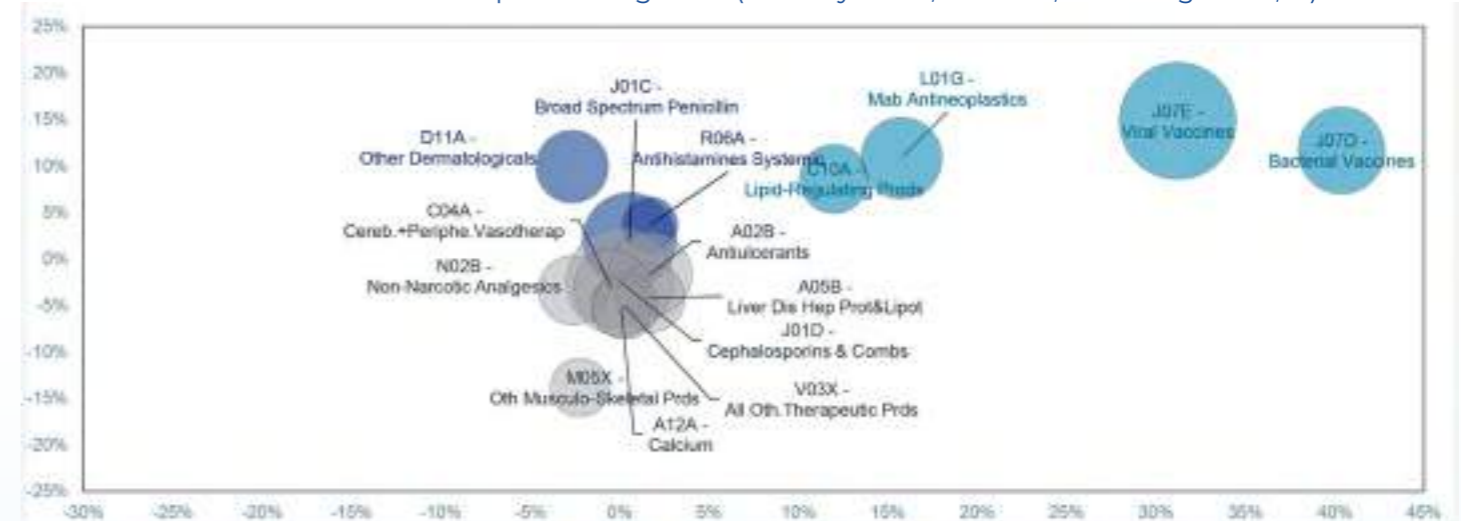 25%
20%
15%
10%
5%
0%
-5%
-10%
-15%
-20%
-25%
J01C -
Broad Spectrum Penicillin
L01G -
Mab Antineoplastics
J07E -
Viral Vaccines
J07D -
Bacterial Vaccines
D11A -
Other Dermatologicals
R06A -
Antihistamines Systemic
C10A -
Lipid-Regulating Prods
C04A -
Cereb.+Periphe.Vasotherap
A02B -
Antiulcerants
N02B -
Non-Narcotic Analgesics
A05B -
Liver Dis Hep Prot&Lipot
J01D -
Cephalosporins & Combs
M05X -
Oth Musculo-Skeletal Prds
V03X -
All Oth.Therapeutic Prds
A12A -
Calcium
-30% -25% -20% -15% -10% -5% 0% 5% 10% 15% 20% 25% 30% 35% 40% 45%